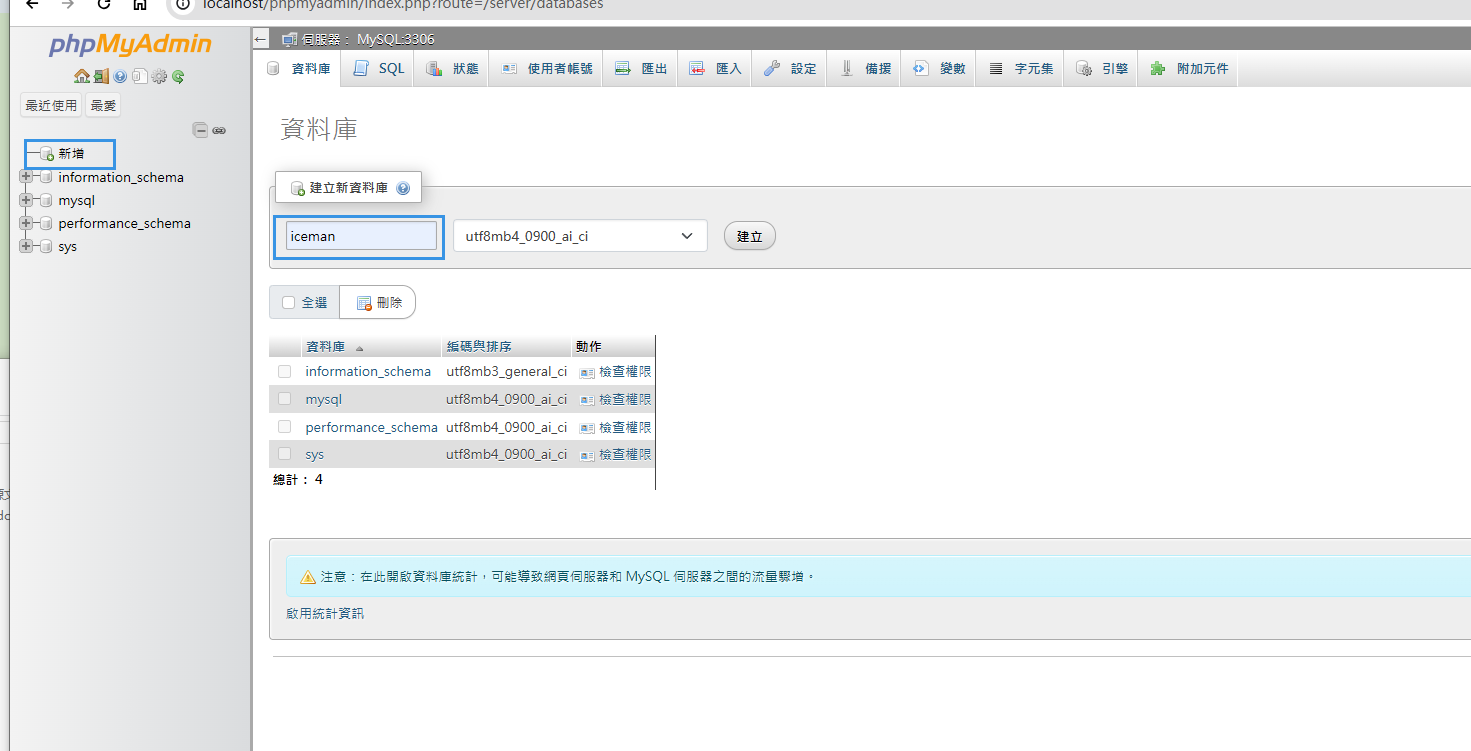 localhost/phpmyadmin/index.php?route=/server/databases
phpMyAdmin
最近使用 最愛
新增
information_schema
mysql
performance_schema
sys
伺服器： MySQL:3306
資料庫 SQL 狀態 使用者帳號 匯出 匯入 設定 備援 變數 字元集 引擎 附加元件
資料庫
建立新資料庫
iceman utf8mb4_0900_ai_ci 建立
全選 刪除
資料庫 編碼與排序 動作
information_schema utf8mb3_general_ci 檢查權限
mysql utf8mb4_0900_ai_ci 檢查權限
performance_schema utf8mb4_0900_ai_ci 檢查權限
sys utf8mb4_0900_ai_ci 檢查權限
總計： 4
注意：在此開啟資料庫統計，可能導致網頁伺服器和 MySQL 伺服器之間的流量驟增。
啟用統計資訊